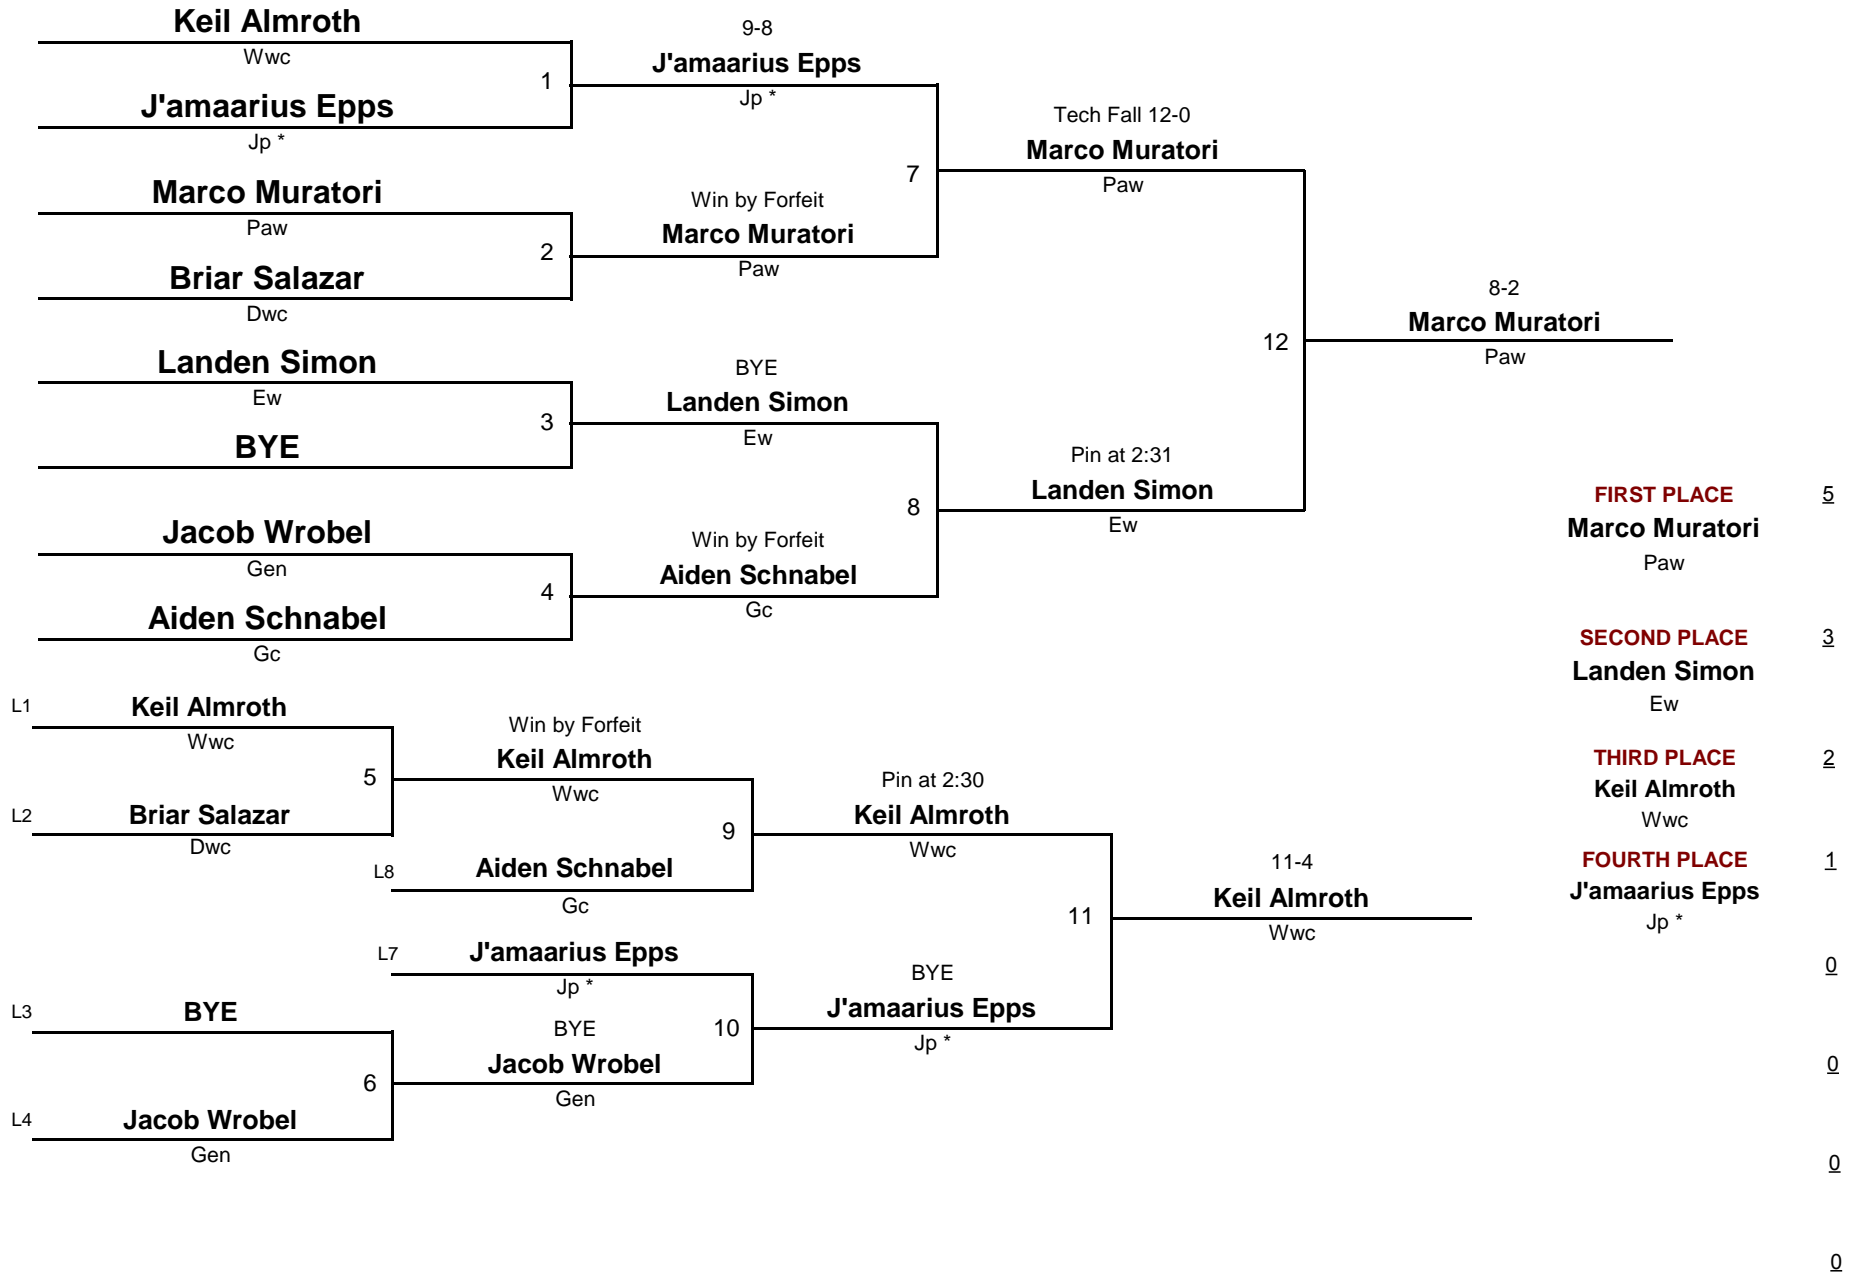 Keil Almroth
Wwc
1
J'amaarius Epps
Jp *
9-8
J'amaarius Epps
Jp *
Marco Muratori
Paw
2
Briar Salazar
Dwc
Win by Forfeit
Marco Muratori
Paw
7
Tech Fall 12-0
Marco Muratori
Paw
Landen Simon
Ew
3
BYE
BYE
Landen Simon
Ew
Jacob Wrobel
Gen
4
Aiden Schnabel
Gc
Win by Forfeit
Aiden Schnabel
Gc
8
Pin at 2:31
Landen Simon
Ew
12
8-2
Marco Muratori
Paw
FIRST PLACE 5
Marco Muratori
Paw
SECOND PLACE 3
Landen Simon
Ew
THIRD PLACE 2
Keil Almroth
Wwc
FOURTH PLACE 1
J'amaarius Epps
Jp *
0
0
0
0
L1 Keil Almroth
Wwc
5
L2 Briar Salazar
Dwc
Win by Forfeit
Keil Almroth
Wwc
9
L8 Aiden Schnabel
Gc
Pin at 2:30
Keil Almroth
Wwc
L7 J'amaarius Epps
Jp *
L3 BYE
6
L4 Jacob Wrobel
Gen
BYE
Jacob Wrobel
Gen
10
BYE
J'amaarius Epps
Jp *
11
11-4
Keil Almroth
Wwc